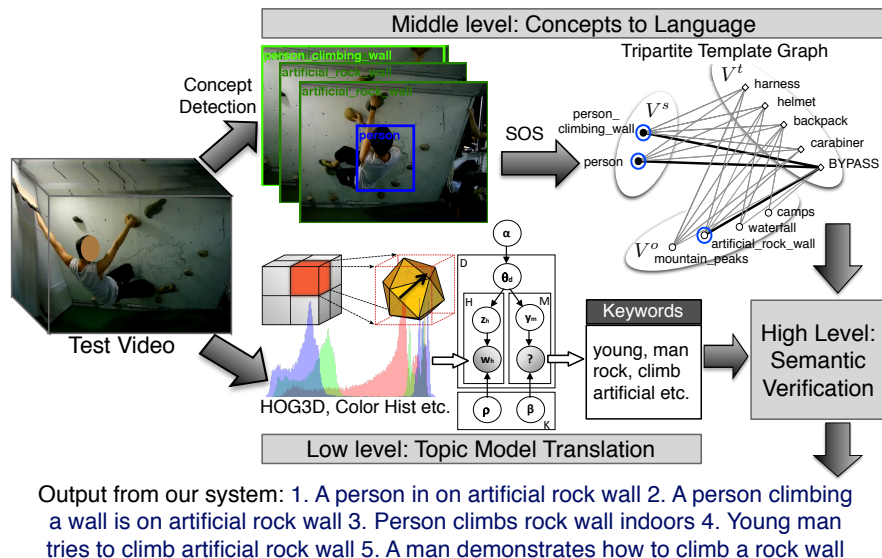 Middle level: Concepts to Language
Concept
Detection
person_climbing_wall
artificial_rock_wall
artificial_rock_wall
person
SOS
Tripartite Template Graph
V^s
V^t
V^o
person_
climbing_wall
person
harness
helmet
backpack
carabiner
BYPASS
camps
waterfall
artificial_rock_wall
mountain_peaks
Test Video
HOG3D, Color Hist etc.
α
D
θd
H
M
zh
ym
wh
?
ρ
β
K
Keywords
young, man
rock, climb
artificial etc.
High Level:
Semantic
Verification
Low level: Topic Model Translation
Output from our system: 1. A person in on artificial rock wall 2. A person climbing
a wall is on artificial rock wall 3. Person climbs rock wall indoors 4. Young man
tries to climb artificial rock wall 5. A man demonstrates how to climb a rock wall